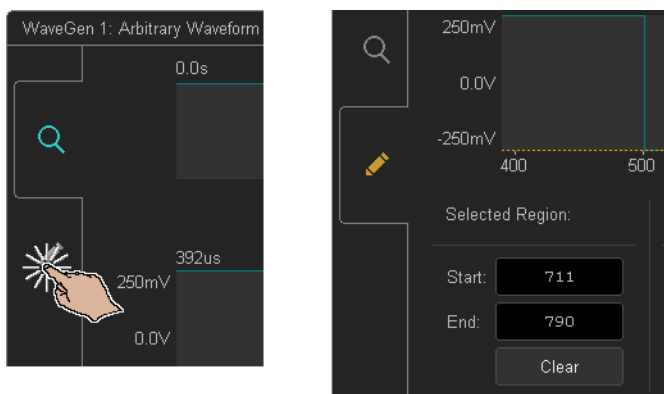 WaveGen 1: Arbitrary Waveform
0.0s
392us
250mV
0.0V
250mV
0.0V
-250mV
400 500
Selected Region:
Start: 711
End: 790
Clear